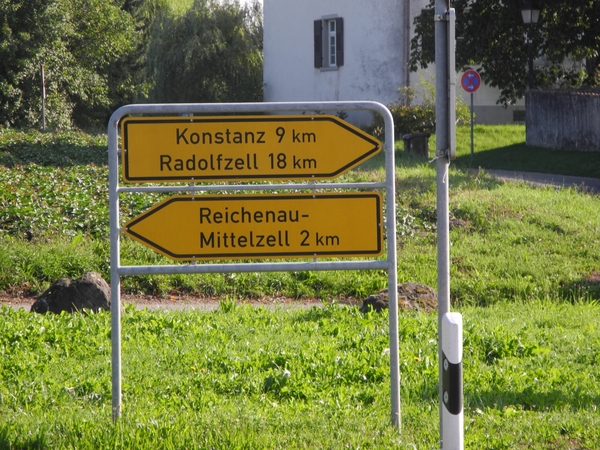 Konstanz 9 km
Radolfzell 18 km
Reichenau-
Mittelzell 2 km